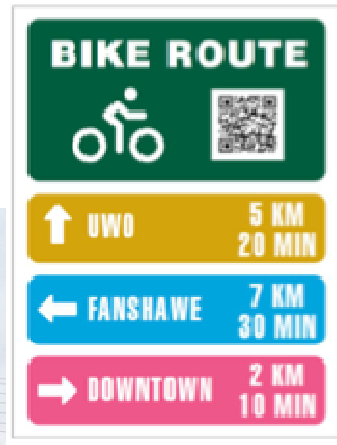 BIKE ROUTE
UWO 5 KM
20 MIN
FANSHAWE 7 KM
30 MIN
DOWNTOWN 2 KM
10 MIN